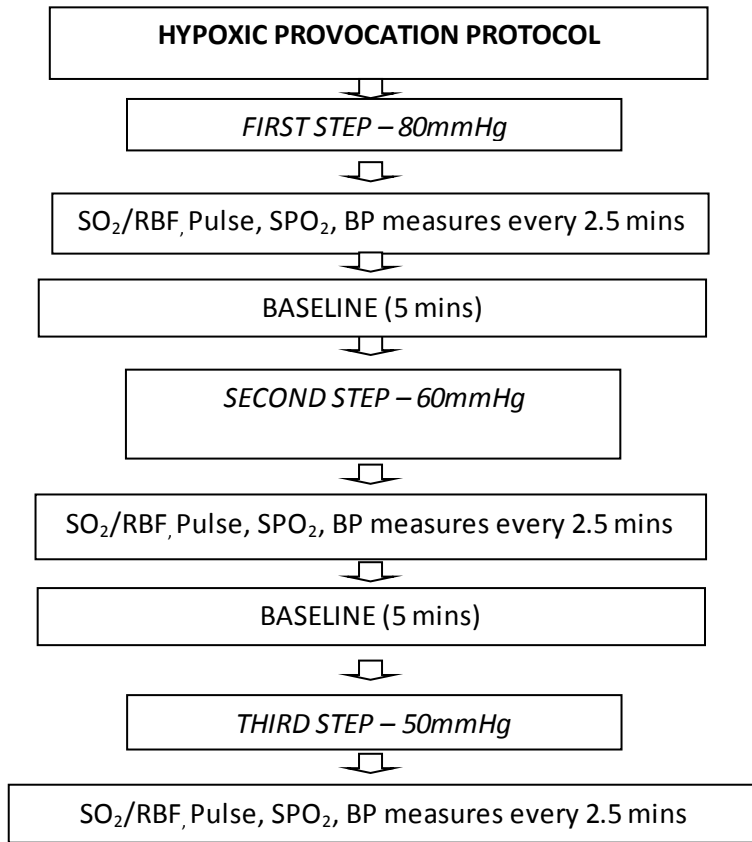 HYPOXIC PROVOCATION PROTOCOL
FIRST STEP – 80mmHg
SO₂/RBF, Pulse, SPO₂, BP measures every 2.5 mins
BASELINE (5 mins)
SECOND STEP – 60mmHg
SO₂/RBF, Pulse, SPO₂, BP measures every 2.5 mins
BASELINE (5 mins)
THIRD STEP – 50mmHg
SO₂/RBF, Pulse, SPO₂, BP measures every 2.5 mins